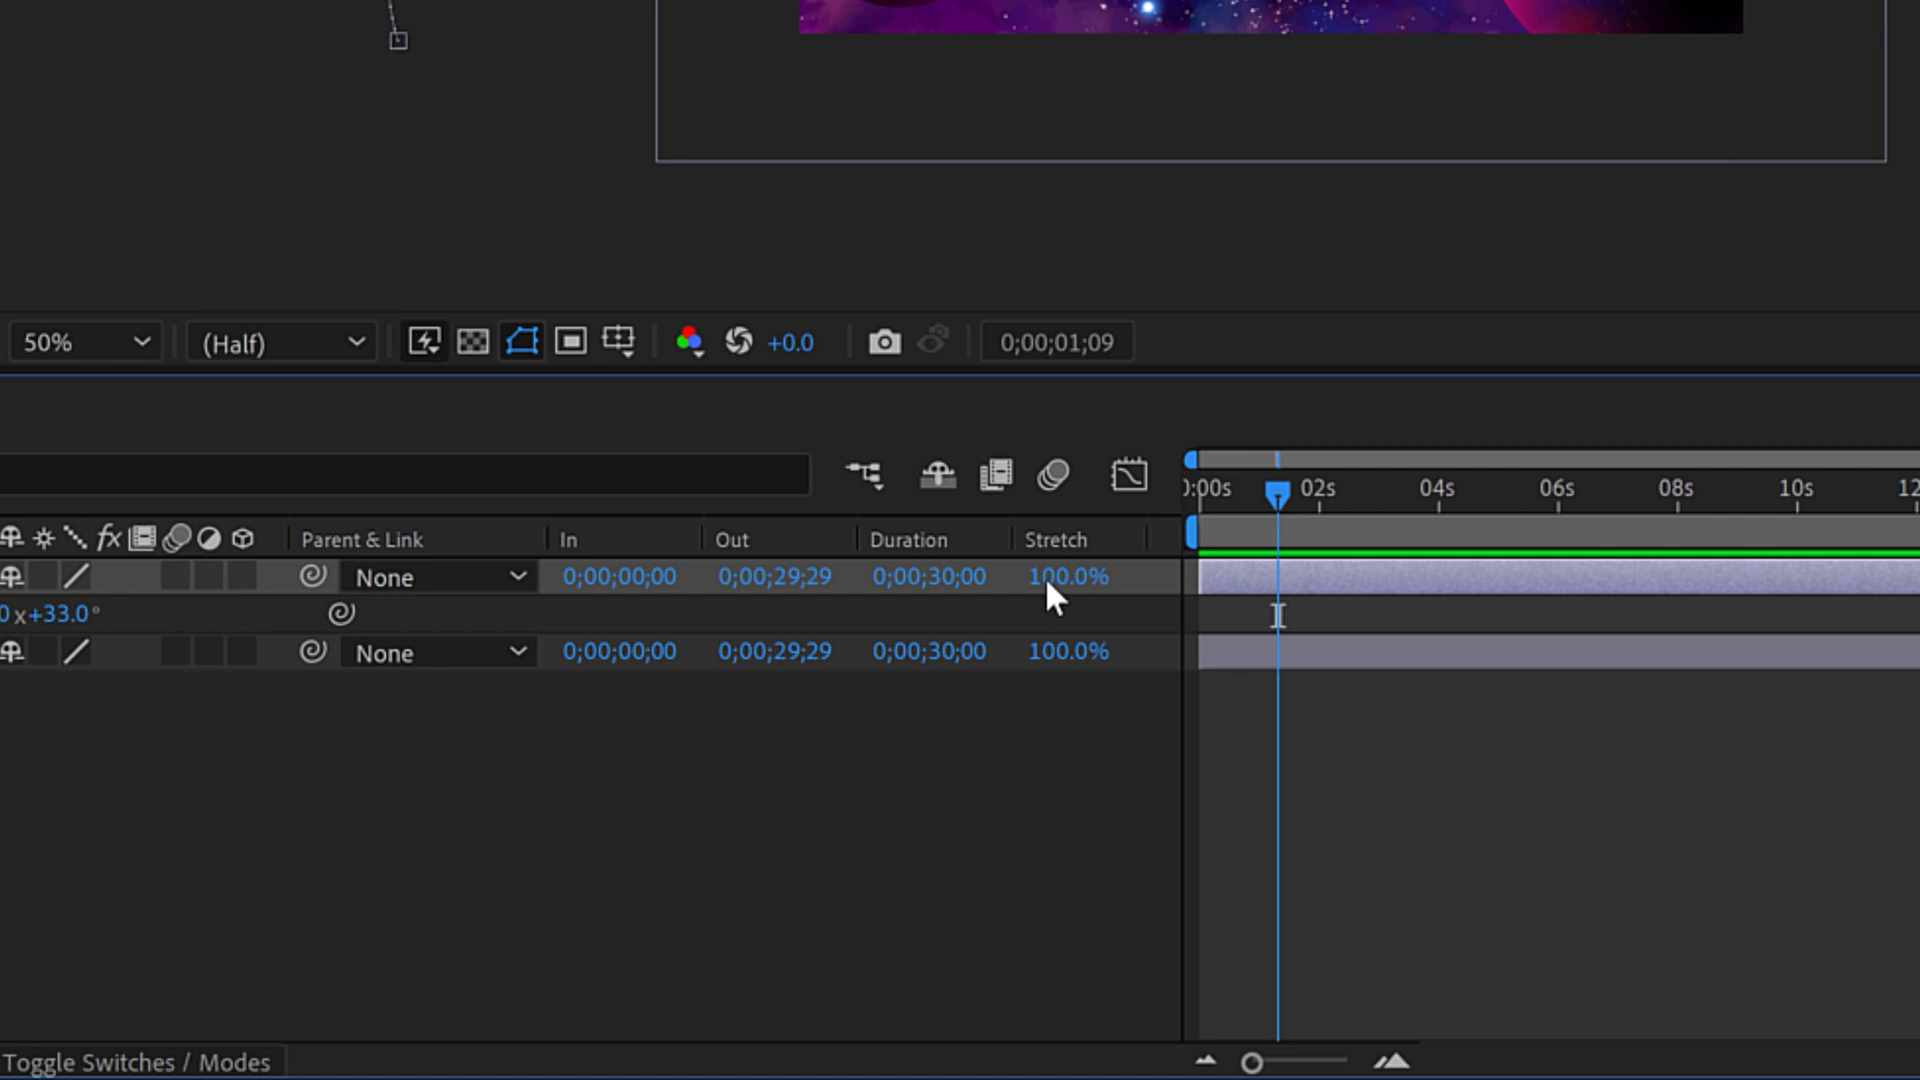 50% (Half) +0.0 0;00;01;09
0:00s 02s 04s 06s 08s 10s 12
fx Parent & Link In Out Duration Stretch
None 0;00;00;00 0;00;29;29 0;00;30;00 100.0%
0 x+33.0°
None 0;00;00;00 0;00;29;29 0;00;30;00 100.0%
Toggle Switches / Modes